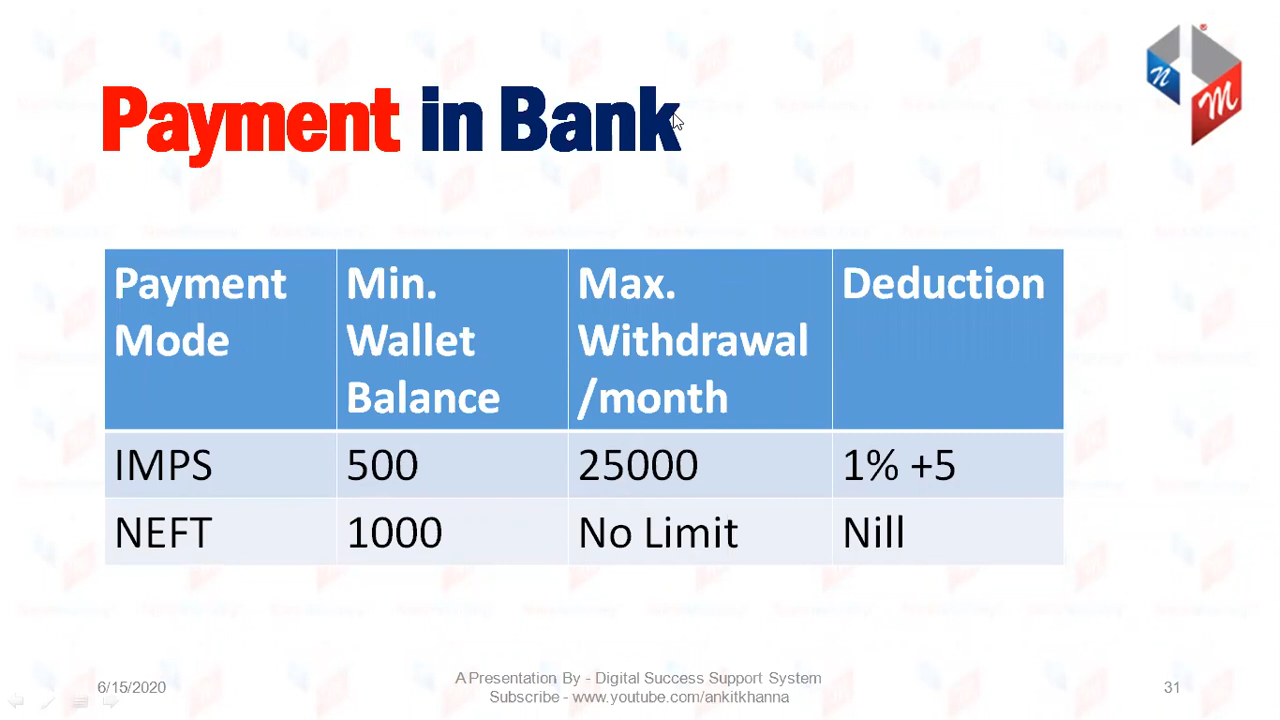 Payment in Bank
Payment Mode
Min. Wallet Balance
Max. Withdrawal /month
Deduction
IMPS 500 25000 1% +5
NEFT 1000 No Limit Nill
6/15/2020
A Presentation By - Digital Success Support System
Subscribe - www.youtube.com/ankitkhanna
31
n
m